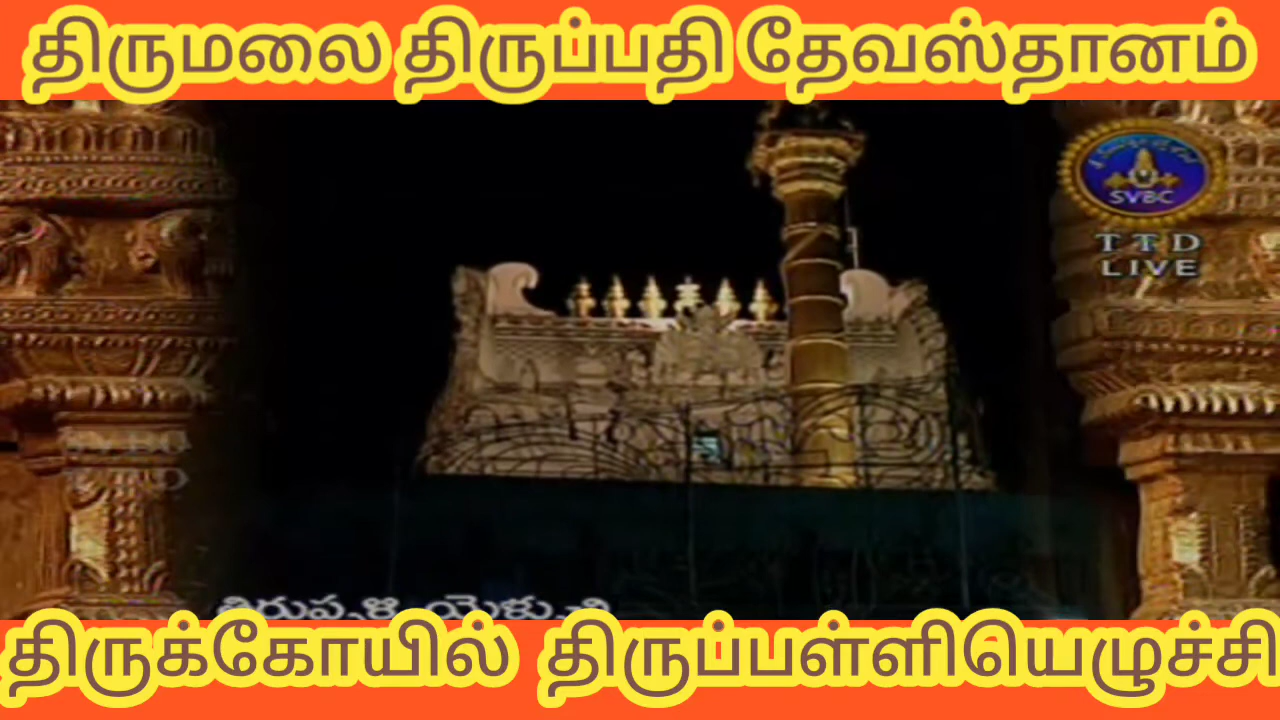 திருமலை திருப்பதி தேவஸ்தானம்
SVBC
TTD
LIVE
திருக்கோயில் திருப்பள்ளியெழுச்சி